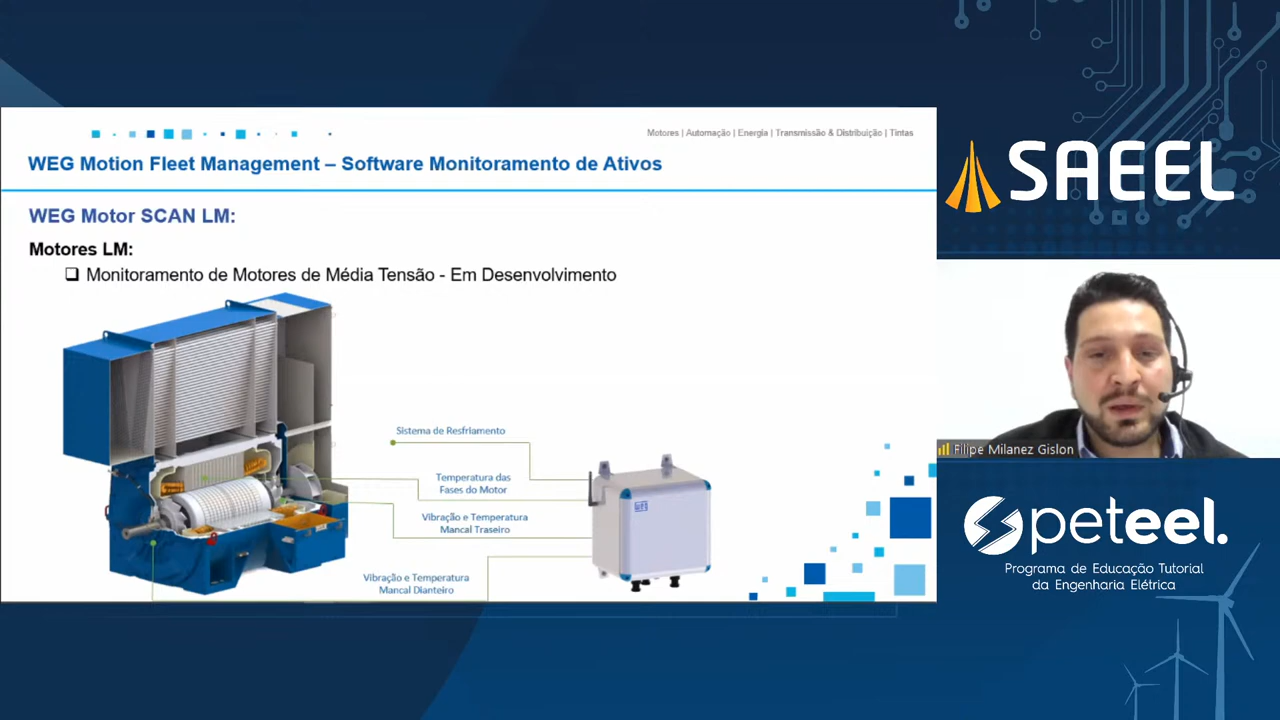 Motores | Automação | Energia | Transmissão & Distribuição | Tintas
WEG Motion Fleet Management – Software Monitoramento de Ativos
WEG Motor SCAN LM:
Motores LM:
Monitoramento de Motores de Média Tensão - Em Desenvolvimento
Sistema de Resfriamento
Temperatura das
Fases do Motor
Vibração e Temperatura
Mancal Traseiro
Vibração e Temperatura
Mancal Dianteiro
WEG
SAEEL
Filipe Milanez Gislon
peteel.
Programa de Educação Tutorial
da Engenharia Elétrica